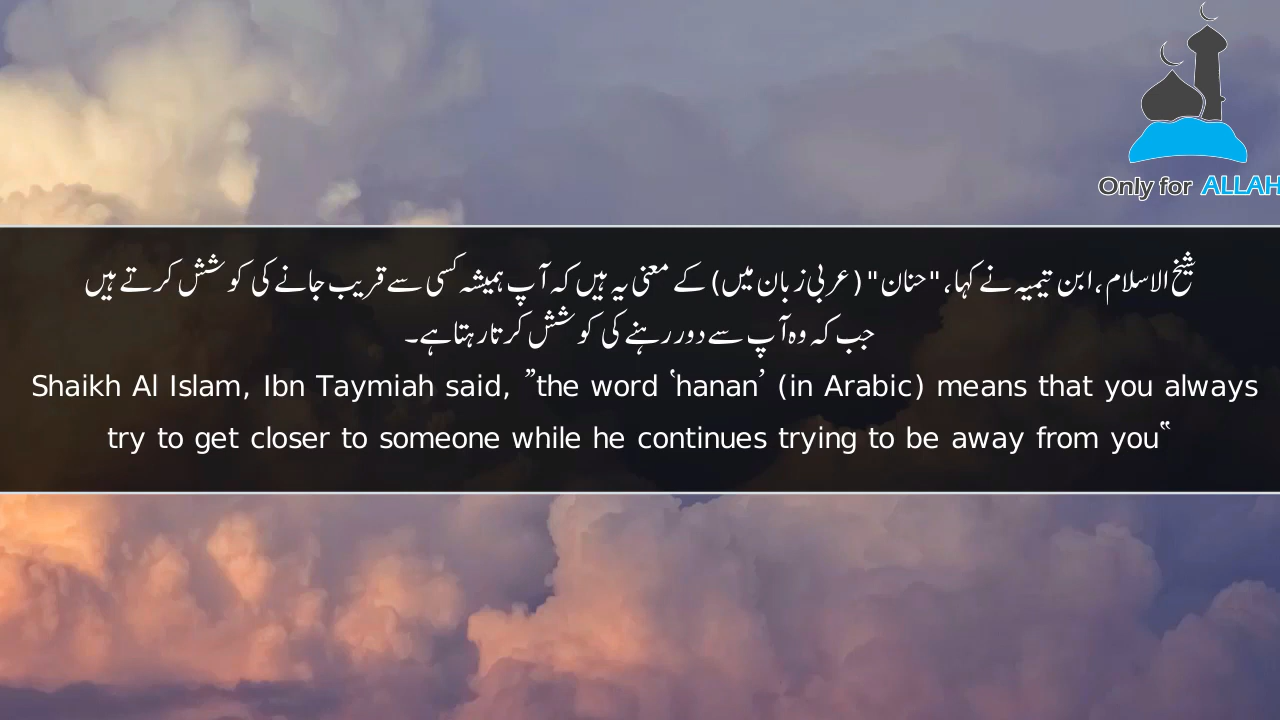 Only for ALLAH
شیخ الاسلام، ابن تیمیہ نے کہا، "حنان" (عربی زبان میں) کے معنی یہ ہیں کہ آپ ہمیشہ کسی سے قریب جانے کی کوشش کرتے ہیں
جب کہ وہ آپ سے دور رہنے کی کوشش کرتا رہتا ہے۔
Shaikh Al Islam, Ibn Taymiah said, ”the word ‛hanan’ (in Arabic) means that you always
try to get closer to someone while he continues trying to be away from you‟